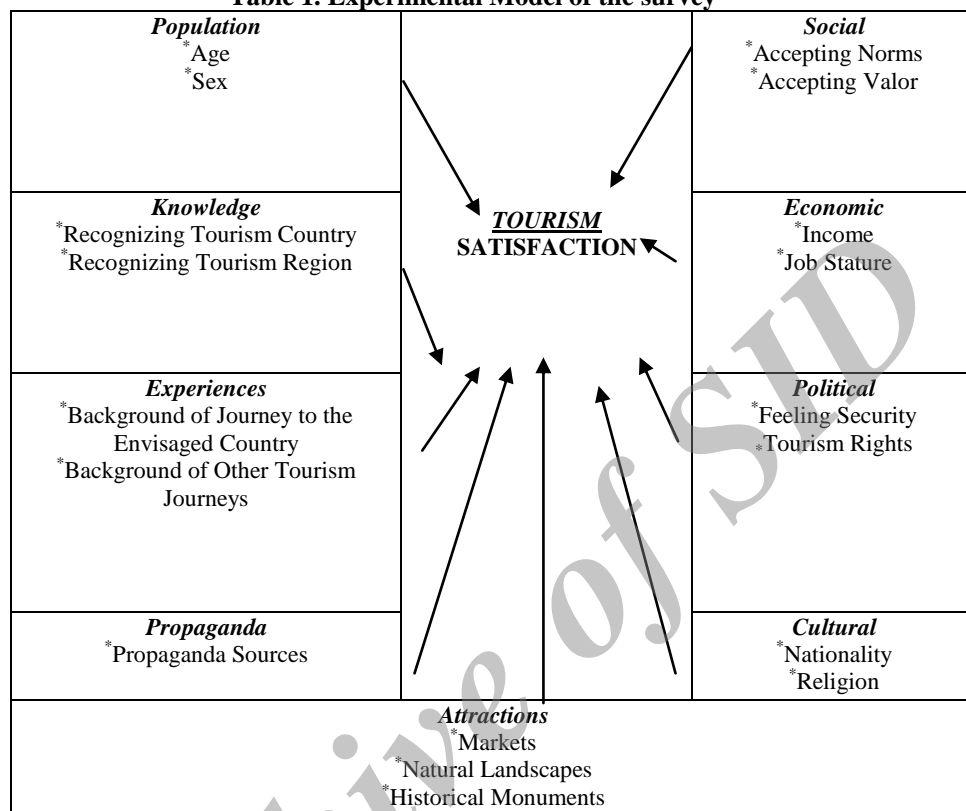 Table 1: Experimental Model of the survey
Population
*Age
*Sex
Social
*Accepting Norms
*Accepting Valor
Knowledge
*Recognizing Tourism Country
*Recognizing Tourism Region
TOURISM
SATISFACTION
Economic
*Income
*Job Stature
Experiences
*Background of Journey to the
Envisaged Country
*Background of Other Tourism
Journeys
Political
*Feeling Security
*Tourism Rights
Propaganda
*Propaganda Sources
Cultural
*Nationality
*Religion
Attractions
*Markets
*Natural Landscapes
*Historical Monuments
hive of SID